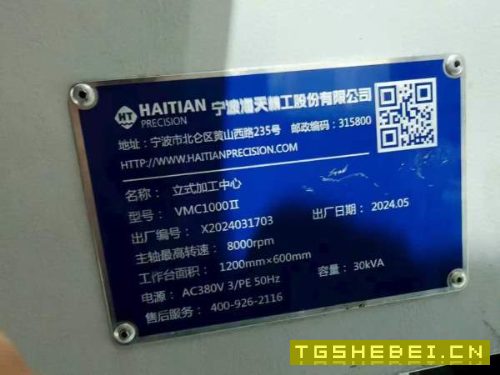 HT HAITIAN PRECISION 宁波海天精工股份有限公司
地址:宁波市北仑区黄山西路235号 邮政编码:315800
HTTP://WWW.HAITIANPRECISION.COM
名称:立式加工中心
型号:VMC1000II
出厂编号:X2024031703 出厂日期:2024.05
主轴最高转速:8000rpm
工作台面积:1200mm×600mm
电源:AC380V 3/PE 50Hz 容量:30kVA
售后服务:400-926-2116
TGSHEBEI.CN